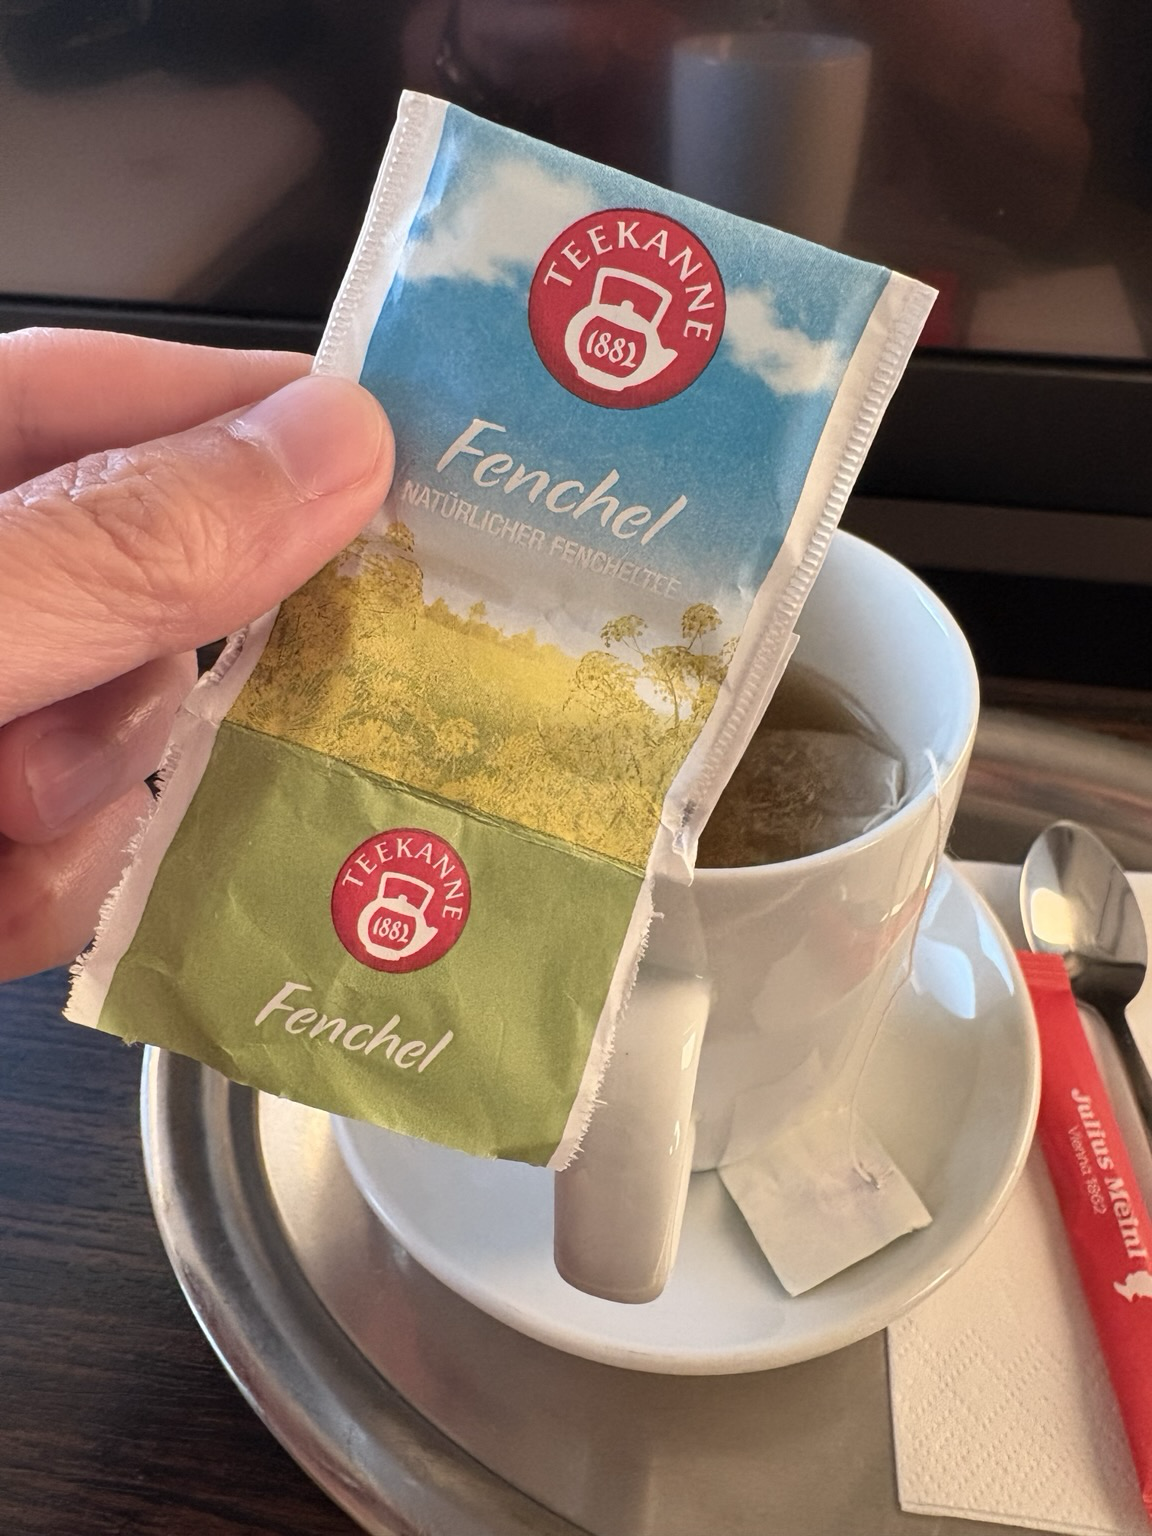 TEEKANNE
1882
Fenchel
NATÜRLICHER FENCHELTEE
TEEKANNE
1882
Fenchel
Julius Meinl
Vienna 1862